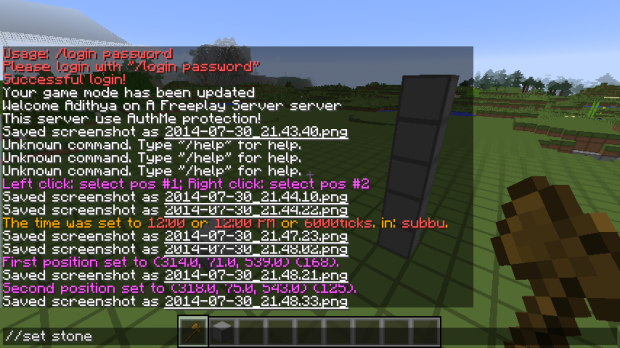 Usage: /login password
Please login with "/login password"
Successful login!
Your game mode has been updated
Welcome Adithya on A Freeplay Server server
This server use AuthMe protection!
Saved screenshot as 2014-07-30_21.43.40.png
Unknown command. Type "/help" for help.
Unknown command. Type "/help" for help.
Unknown command. Type "/help" for help.
Left click: select pos #1; Right click: select pos #2
Saved screenshot as 2014-07-30_21.44.10.png
Saved screenshot as 2014-07-30_21.44.22.png
The time was set to 12:00 or 12:00 PM or 6000ticks. in: subbu.
Saved screenshot as 2014-07-30_21.47.23.png
Saved screenshot as 2014-07-30_21.48.02.png
First position set to (314.0, 71.0, 539.0) (168).
Saved screenshot as 2014-07-30_21.48.21.png
Second position set to (318.0, 75.0, 543.0) (125).
Saved screenshot as 2014-07-30_21.48.33.png
//set stone